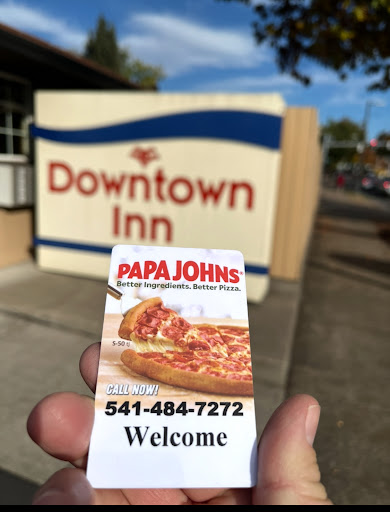 Downtown
Inn
PAPA JOHNS
Better Ingredients. Better Pizza.
CALL NOW!
541-484-7272
Welcome